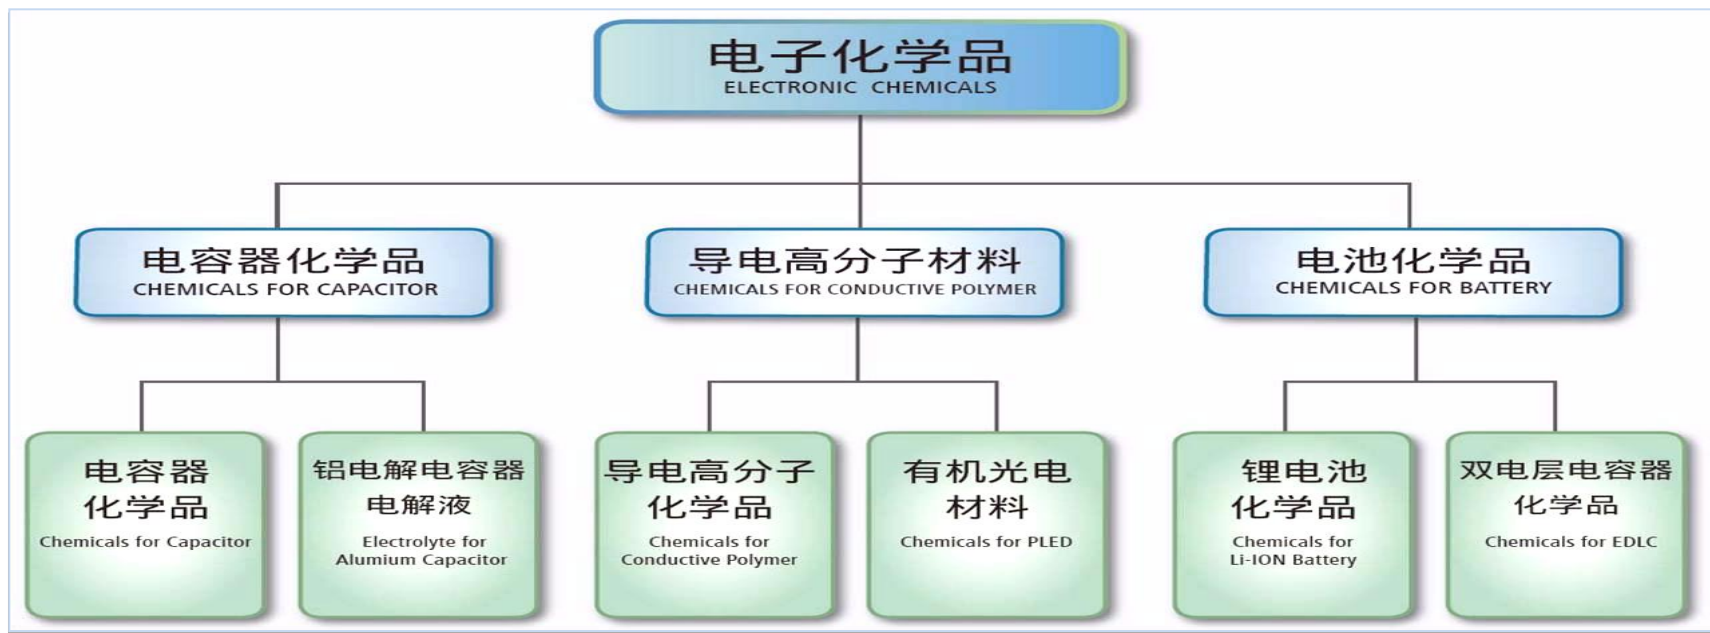 电子化学品
ELECTRONIC CHEMICALS
电容器化学品
CHEMICALS FOR CAPACITOR
导电高分子材料
CHEMICALS FOR CONDUCTIVE POLYMER
电池化学品
CHEMICALS FOR BATTERY
电容器
化学品
Chemicals for Capacitor
铝电解电容器
电解液
Electrolyte for
Alumium Capacitor
导电高分子
化学品
Chemicals for
Conductive Polymer
有机光电
材料
Chemicals for PLED
锂电池
化学品
Chemicals for
Li-ION Battery
双电层电容器
化学品
Chemicals for EDLC